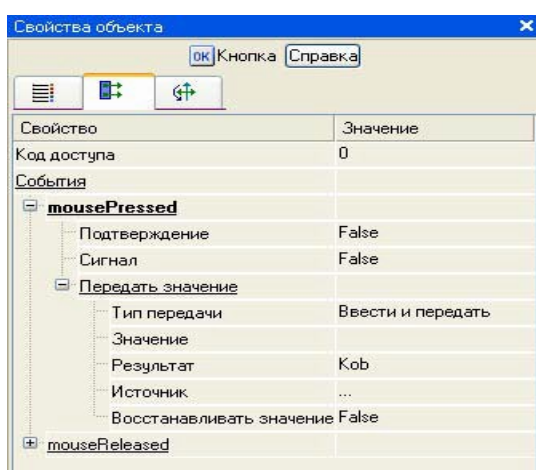 Свойства объекта
ОК Кнопка Справка
Свойство Значение
Код доступа 0
События
mousePressed
Подтверждение False
Сигнал False
Передать значение
Тип передачи Ввести и передать
Значение
Результат Kob
Источник ...
Восстанавливать значение False
mouseReleased